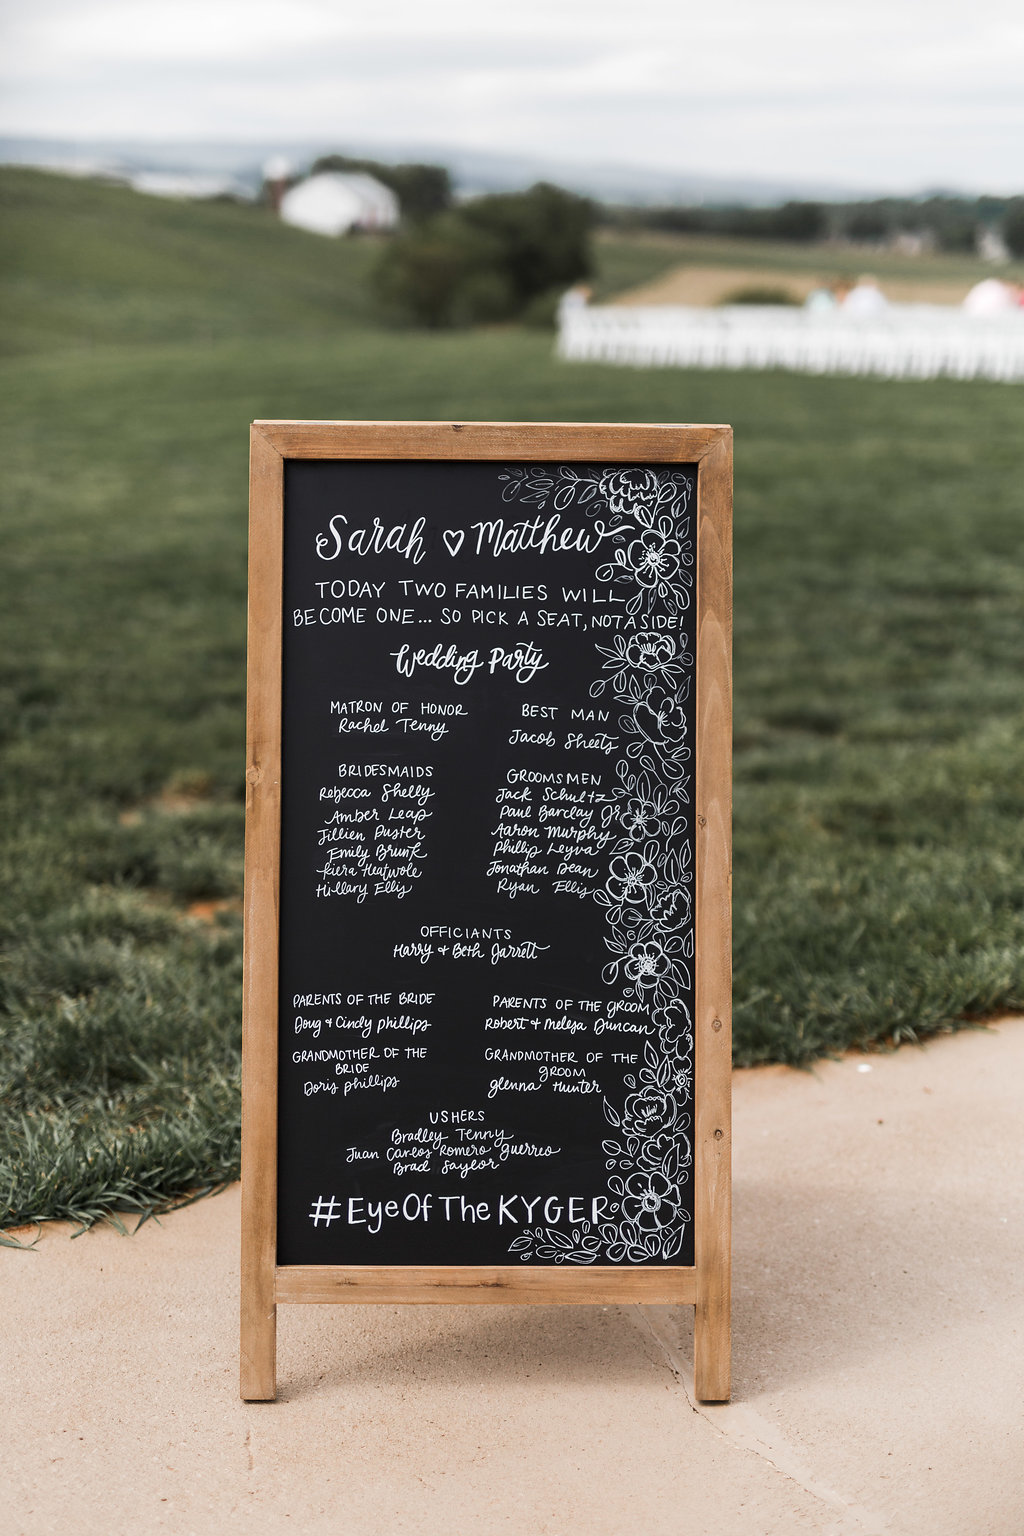 Sarah ♡ Matthew
TODAY TWO FAMILIES WILL
BECOME ONE... SO PICK A SEAT, NOT A SIDE!
Wedding Party
MATRON OF HONOR
Rachel Tenny
BEST MAN
Jacob Sheets
BRIDESMAIDS
Rebecca Shelly
Amber Leap
Jillien Puster
Emily Brunk
Kiera Heatwole
Hillary Ellis
GROOMSMEN
Jack Schultz
Paul Barclay Jr.
Aaron Murphy
Phillip Leyva
Jonathan Dean
Ryan Ellis
OFFICIANTS
Harry + Beth Jarrett
PARENTS OF THE BRIDE
Doug + Cindy phillips
PARENTS OF THE GROOM
Robert + Melesa Duncan
GRANDMOTHER OF THE
BRIDE
Doris phillips
GRANDMOTHER OF THE
GROOM
Glenna Hunter
USHERS
Bradley Tenny
Juan Carlos Romero Guerreo
Brad Saylor
#EyeOfTheKYGER